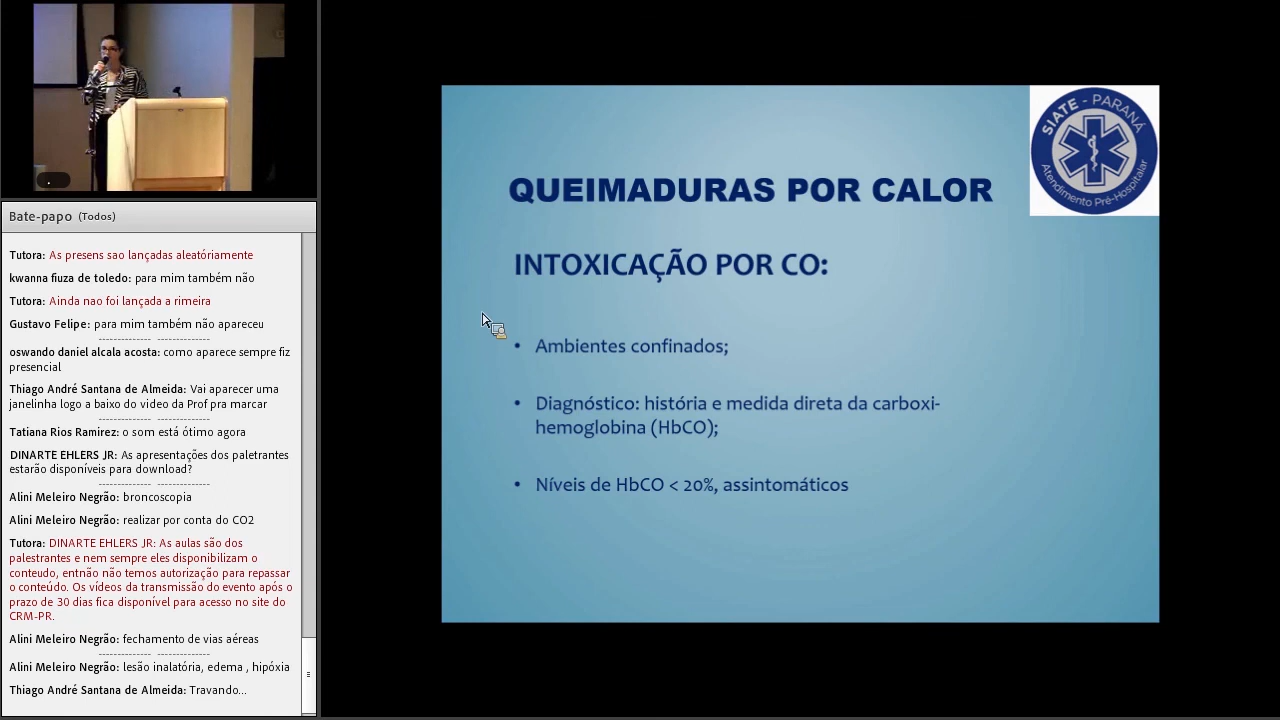 Bate-papo (Todos)
Tutora: As presens sao lançadas aleatóriamente
kwanna fiuza de toledo: para mim também não
Tutora: Ainda nao foi lançada a rimeira
Gustavo Felipe: para mim também não apareceu
-------------- --------------
oswando daniel alcala acosta: como aparece sempre fiz
presencial
Thiago André Santana de Almeida: Vai aparecer uma
janelinha logo a baixo do video da Prof pra marcar
-------------- --------------
Tatiana Rios Ramirez: o som está ótimo agora
DINARTE EHLERS JR: As apresentações dos paletrantes
estarão disponíveis para download?
-------------- --------------
Alini Meleiro Negrão: broncoscopia
Alini Meleiro Negrão: realizar por conta do CO2
Tutora: DINARTE EHLERS JR: As aulas são dos
palestrantes e nem sempre eles disponibilizam o
conteudo, entnão não temos autorização para repassar
o conteúdo. Os vídeos da transmissão do evento após o
prazo de 30 dias fica disponível para acesso no site do
CRM-PR.
Alini Meleiro Negrão: fechamento de vias aéreas
-------------- --------------
Alini Meleiro Negrão: lesão inalatória, edema , hipóxia
Thiago André Santana de Almeida: Travando...
SIATE - PARANÁ
Atendimento Pré-Hospitalar
QUEIMADURAS POR CALOR
INTOXICAÇÃO POR CO:
• Ambientes confinados;
• Diagnóstico: história e medida direta da carboxi-
hemoglobina (HbCO);
• Níveis de HbCO < 20%, assintomáticos